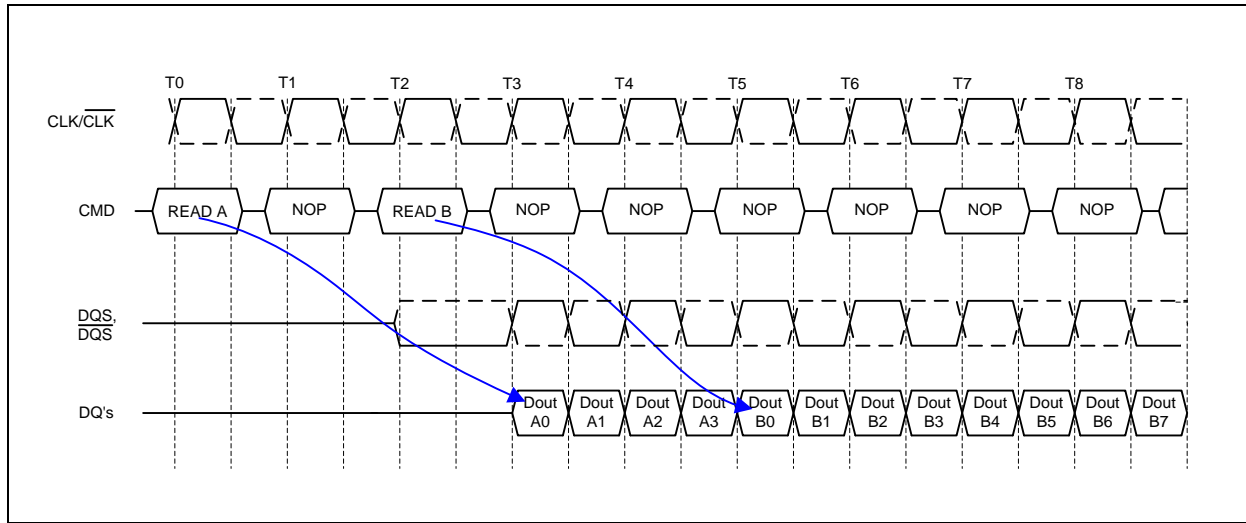 T0 T1 T2 T3 T4 T5 T6 T7 T8
CLK/CLK
CMD
READ A NOP READ B NOP NOP NOP NOP NOP NOP
DQS,
DQS
DQ's
Dout Dout Dout Dout Dout Dout Dout Dout Dout Dout Dout Dout
A0 A1 A2 A3 B0 B1 B2 B3 B4 B5 B6 B7